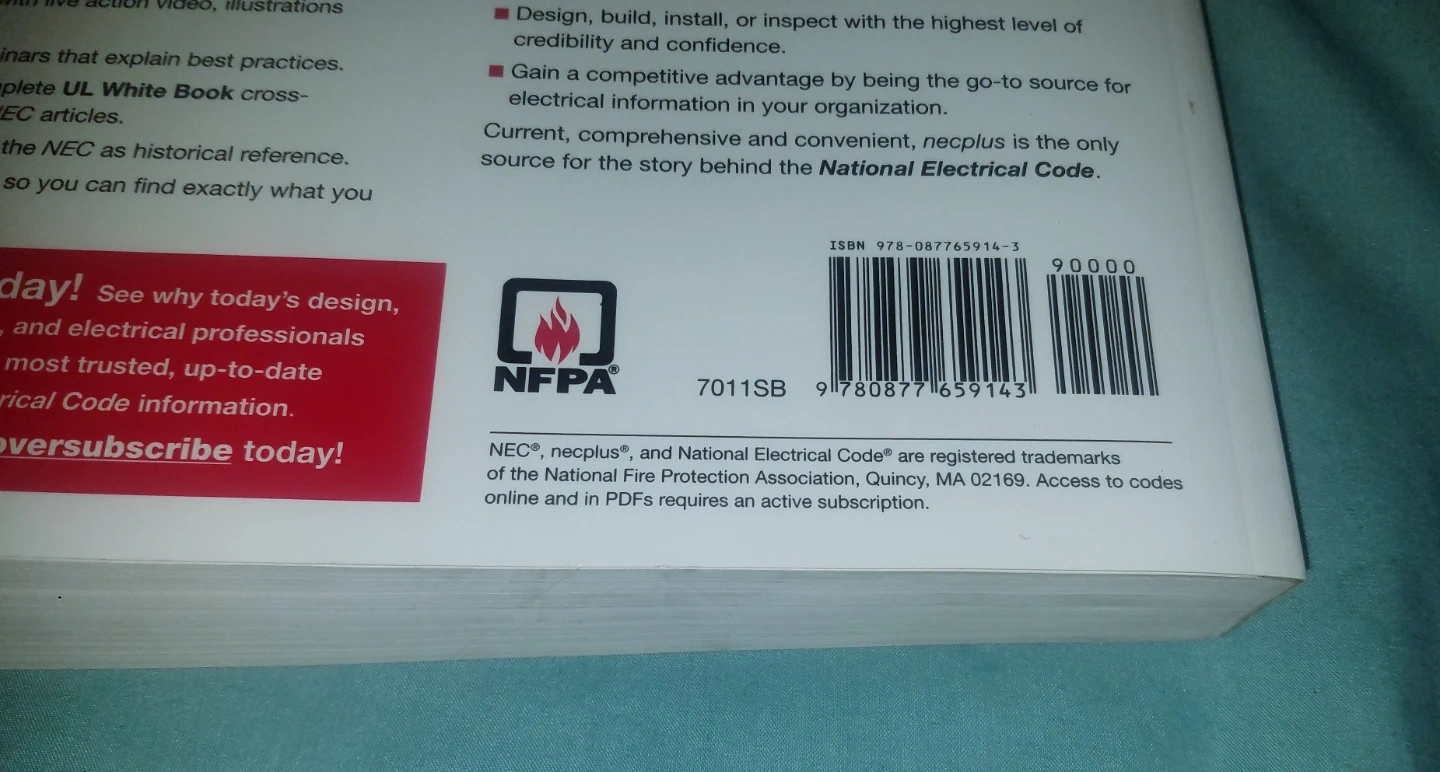 with live action video, illustrations
inars that explain best practices.
plete UL White Book cross-
EC articles.
the NEC as historical reference.
so you can find exactly what you
day! See why today's design,
, and electrical professionals
most trusted, up-to-date
rical Code information.
oversubscribe today!
■ Design, build, install, or inspect with the highest level of
credibility and confidence.
■ Gain a competitive advantage by being the go-to source for
electrical information in your organization.
Current, comprehensive and convenient, necplus is the only
source for the story behind the National Electrical Code.
NFPA®
7011SB
ISBN 978-087765914-3
90000
9 780877 659143
NEC®, necplus®, and National Electrical Code® are registered trademarks
of the National Fire Protection Association, Quincy, MA 02169. Access to codes
online and in PDFs requires an active subscription.